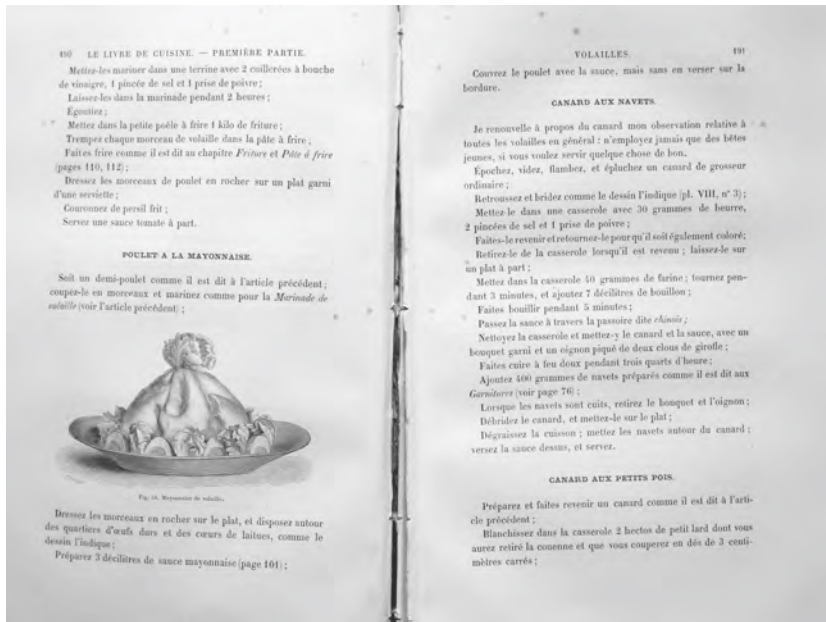 190 LE LIVRE DE CUISINE. — PREMIÈRE PARTIE.
Mettez-les mariner dans une terrine avec 2 cuillerées à bouche
de vinaigre, 1 pincée de sel et 1 prise de poivre ;
Laissez-les dans la marinade pendant 2 heures ;
Égouttez ;
Mettez dans la petite poêle à frire 1 kilo de friture ;
Trempez chaque morceau de volaille dans la pâte à frire ;
Faites frire comme il est dit au chapitre Friture et Pâte à frire
(pages 110, 112) ;
Dressez les morceaux de poulet en rocher sur un plat garni
d'une serviette ;
Couronnez de persil frit ;
Servez une sauce tomate à part.
POULET A LA MAYONNAISE.
Soit un demi-poulet comme il est dit à l'article précédent ;
coupez-le en morceaux et marinez comme pour la Marinade de
volaille (voir l'article précédent) ;
Mayonnaise de volaille.
Dressez les morceaux en rocher sur le plat, et disposez autour
des quartiers d'œufs durs et des cœurs de laitues, comme le
dessin l'indique ;
Préparez 3 décilitres de sauce mayonnaise (page 101) ;
VOLAILLES. 191
Couvrez le poulet avec la sauce, mais sans en verser sur la
bordure.
CANARD AUX NAVETS.
Je renouvelle à propos du canard mon observation relative à
toutes les volailles en général : n'employez jamais que des bêtes
jeunes, si vous voulez servir quelque chose de bon.
Épochez, videz, flambez, et épluchez un canard de grosseur
ordinaire ;
Retroussez et bridez comme le dessin l'indique (pl. VIII, n° 3) ;
Mettez-le dans une casserole avec 30 grammes de beurre,
2 pincées de sel et 1 prise de poivre ;
Faites-le revenir et retournez-le pour qu'il soit également coloré;
Retirez-le de la casserole lorsqu'il est revenu ; laissez-le sur
un plat à part ;
Mettez dans la casserole 40 grammes de farine ; tournez pen-
dant 3 minutes, et ajoutez 7 décilitres de bouillon ;
Faites bouillir pendant 5 minutes ;
Passez la sauce à travers la passoire dite chinois ;
Nettoyez la casserole et mettez-y le canard et la sauce, avec un
bouquet garni et un oignon piqué de deux clous de girofle ;
Faites cuire à feu doux pendant trois quarts d'heure ;
Ajoutez 400 grammes de navets préparés comme il est dit aux
Garnitures (voir page 76) ;
Lorsque les navets sont cuits, retirez le bouquet et l'oignon ;
Débridez le canard, et mettez-le sur le plat ;
Dégraissez la cuisson ; mettez les navets autour du canard ;
versez la sauce dessus, et servez.
CANARD AUX PETITS POIS.
Préparez et faites revenir un canard comme il est dit à l'arti-
cle précédent ;
Blanchissez dans la casserole 2 hectos de petit lard dont vous
aurez retiré la couenne et que vous couperez en dés de 3 centi-
mètres carrés ;